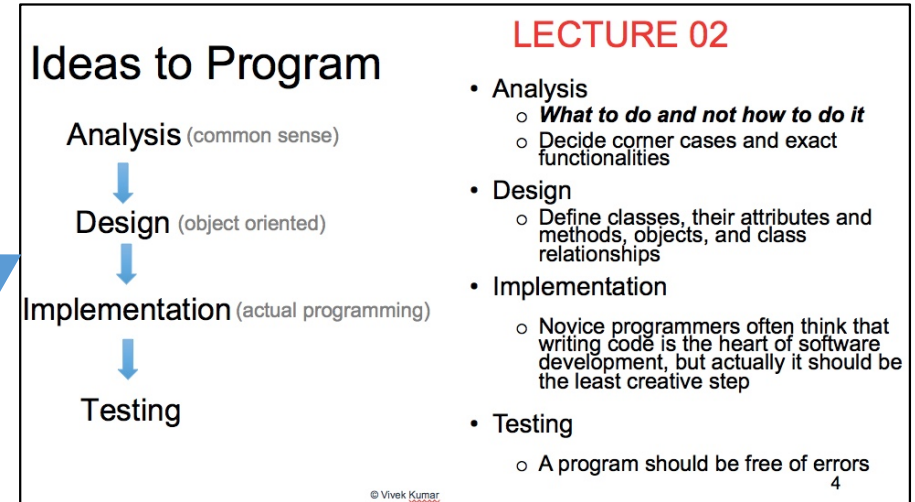 Ideas to Program
Analysis (common sense)
Design (object oriented)
Implementation (actual programming)
Testing
LECTURE 02
• Analysis
o What to do and not how to do it
o Decide corner cases and exact
functionalities
• Design
o Define classes, their attributes and
methods, objects, and class
relationships
• Implementation
o Novice programmers often think that
writing code is the heart of software
development, but actually it should be
the least creative step
• Testing
o A program should be free of errors
4
© Vivek Kumar